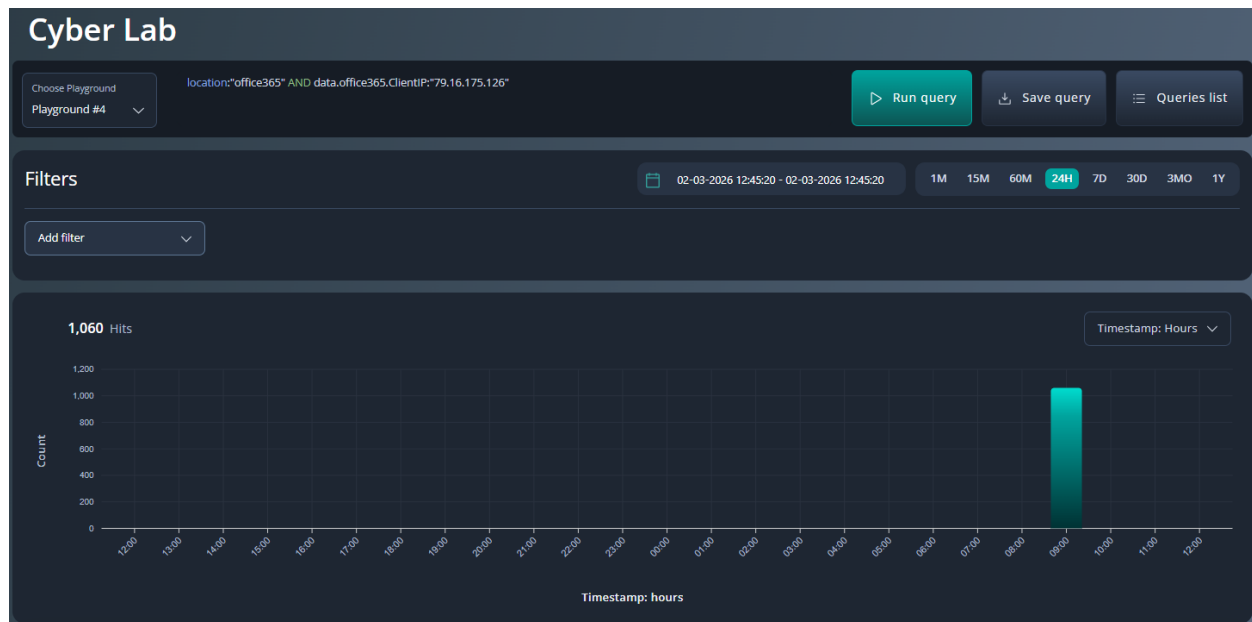 Cyber Lab
Choose Playground
Playground #4
location:"office365" AND data.office365.ClientIP:"79.16.175.126"
Run query
Save query
Queries list
Filters
02-03-2026 12:45:20 - 02-03-2026 12:45:20
1M 15M 60M 24H 7D 30D 3MO 1Y
Add filter
1,060 Hits
Timestamp: Hours
Count
1,200
1,000
800
600
400
200
0
12:00 13:00 14:00 15:00 16:00 17:00 18:00 19:00 20:00 21:00 22:00 23:00 00:00 01:00 02:00 03:00 04:00 05:00 06:00 07:00 08:00 09:00 10:00 11:00 12:00
Timestamp: hours